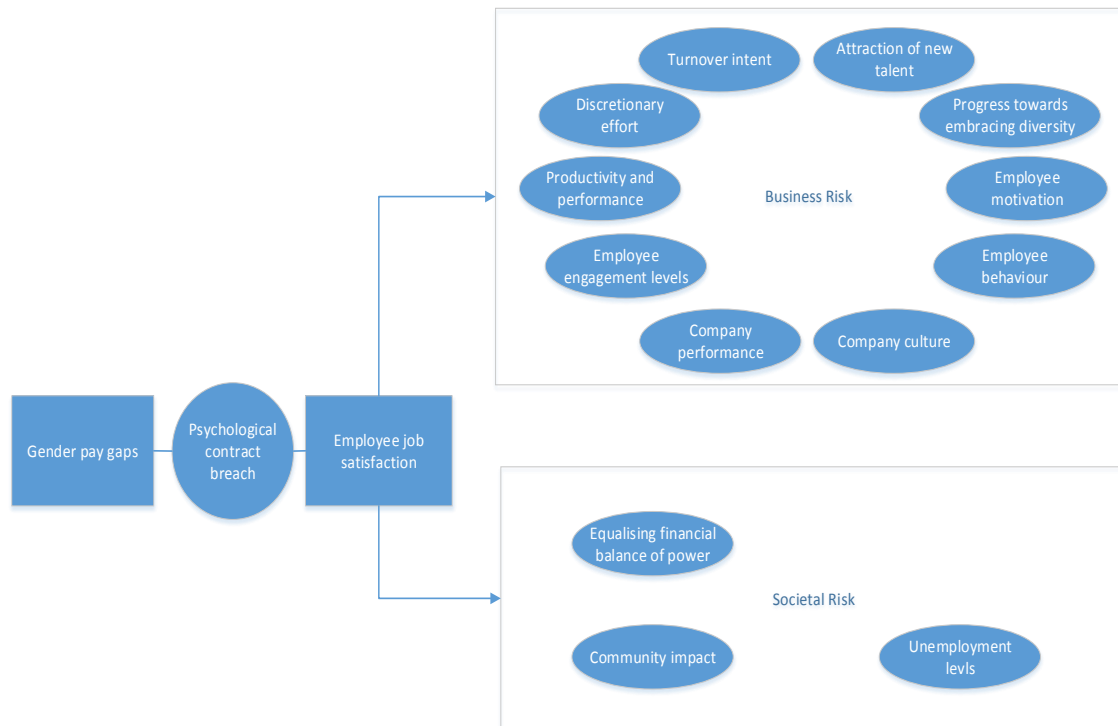 Turnover intent
Attraction of new
talent
Discretionary
effort
Progress towards
embracing diversity
Productivity and
performance
Business Risk
Employee
motivation
Employee
engagement levels
Employee
behaviour
Company
performance
Company culture
Gender pay gaps
Psychological
contract
breach
Employee job
satisfaction
Equalising financial
balance of power
Societal Risk
Community impact
Unemployment
levls